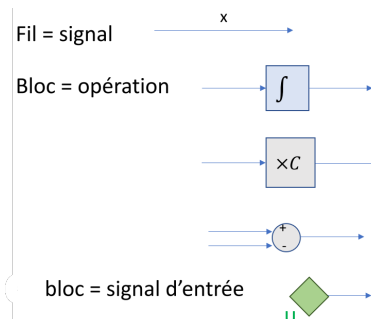 x
Fil = signal
Bloc = opération
∫
×C
+
-
bloc = signal d'entrée